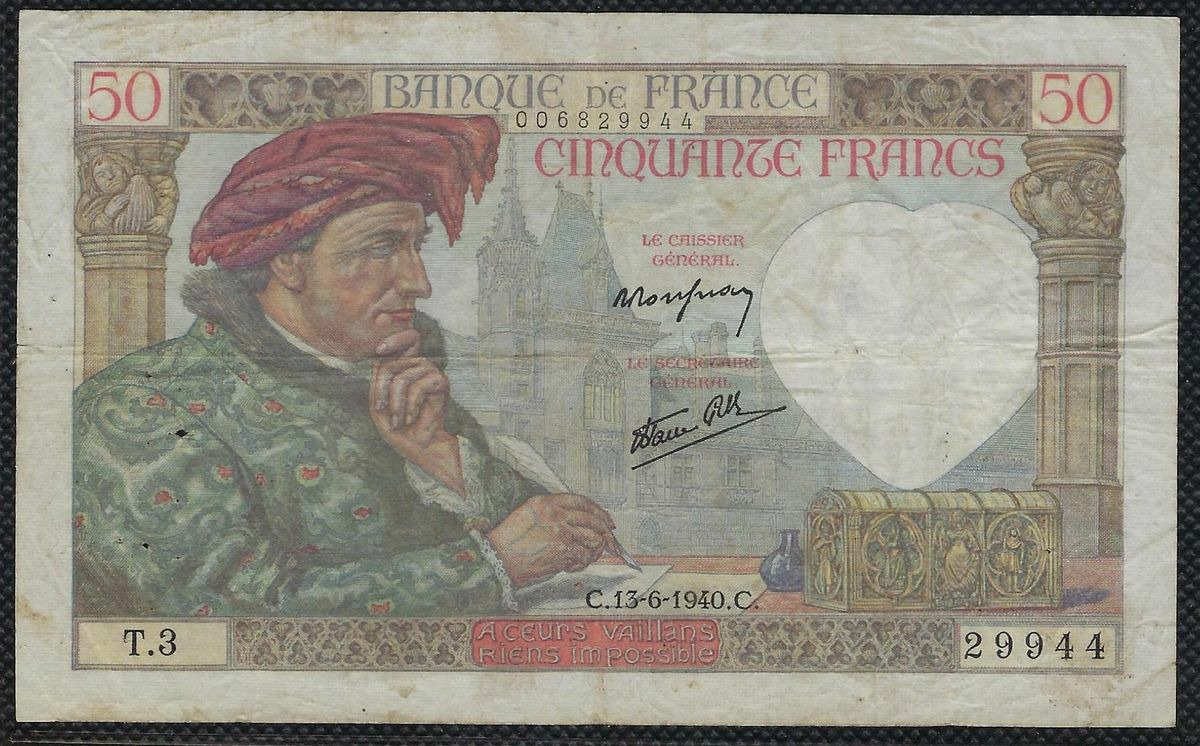 50
BANQUE DE FRANCE
50
006829944
CINQUANTE FRANCS
LE CAISSIER
GÉNÉRAL.
LE SECRÉTAIRE
GÉNÉRAL
C.13-6-1940.C.
T.3
A CŒURS VAILLANS
RIENS IMPOSSIBLE
29944